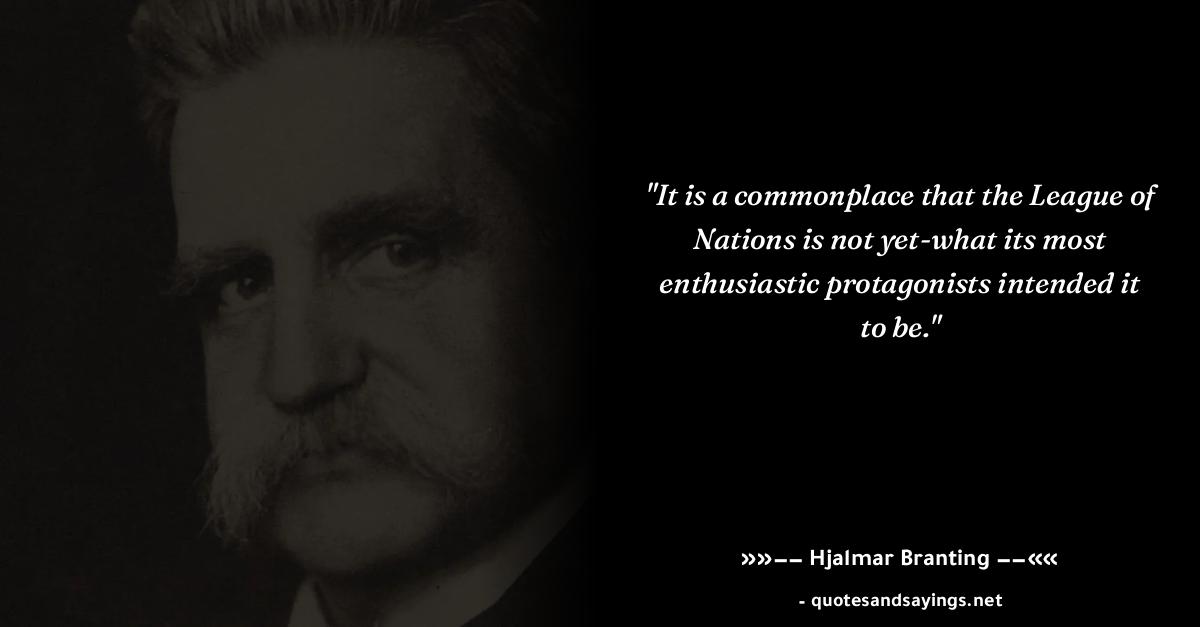 "It is a commonplace that the League of
Nations is not yet-what its most
enthusiastic protagonists intended it
to be."
»»–– Hjalmar Branting ––««
- quotesandsayings.net